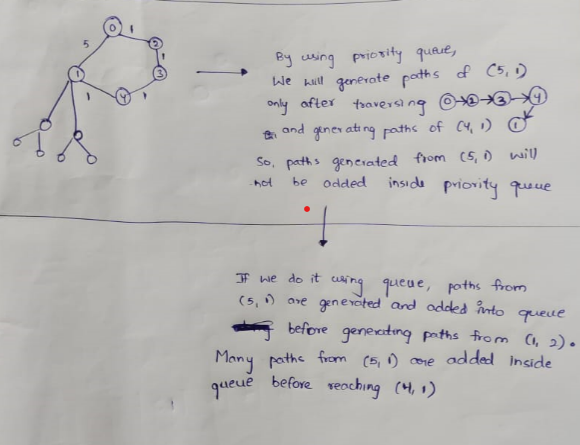 0
1
5
2
1
1
3
1
4
1
By using priority queue,
We will generate paths of (5, 1)
only after traversing 0→2→3→4
and generating paths of (4, 1) 1
So, paths generated from (5, 1) will
not be added inside priority queue
If we do it using queue, paths from
(5, 1) are generated and added into queue
before generating paths from (1, 2).
Many paths from (5, 1) are added Inside
queue before reaching (4, 1)